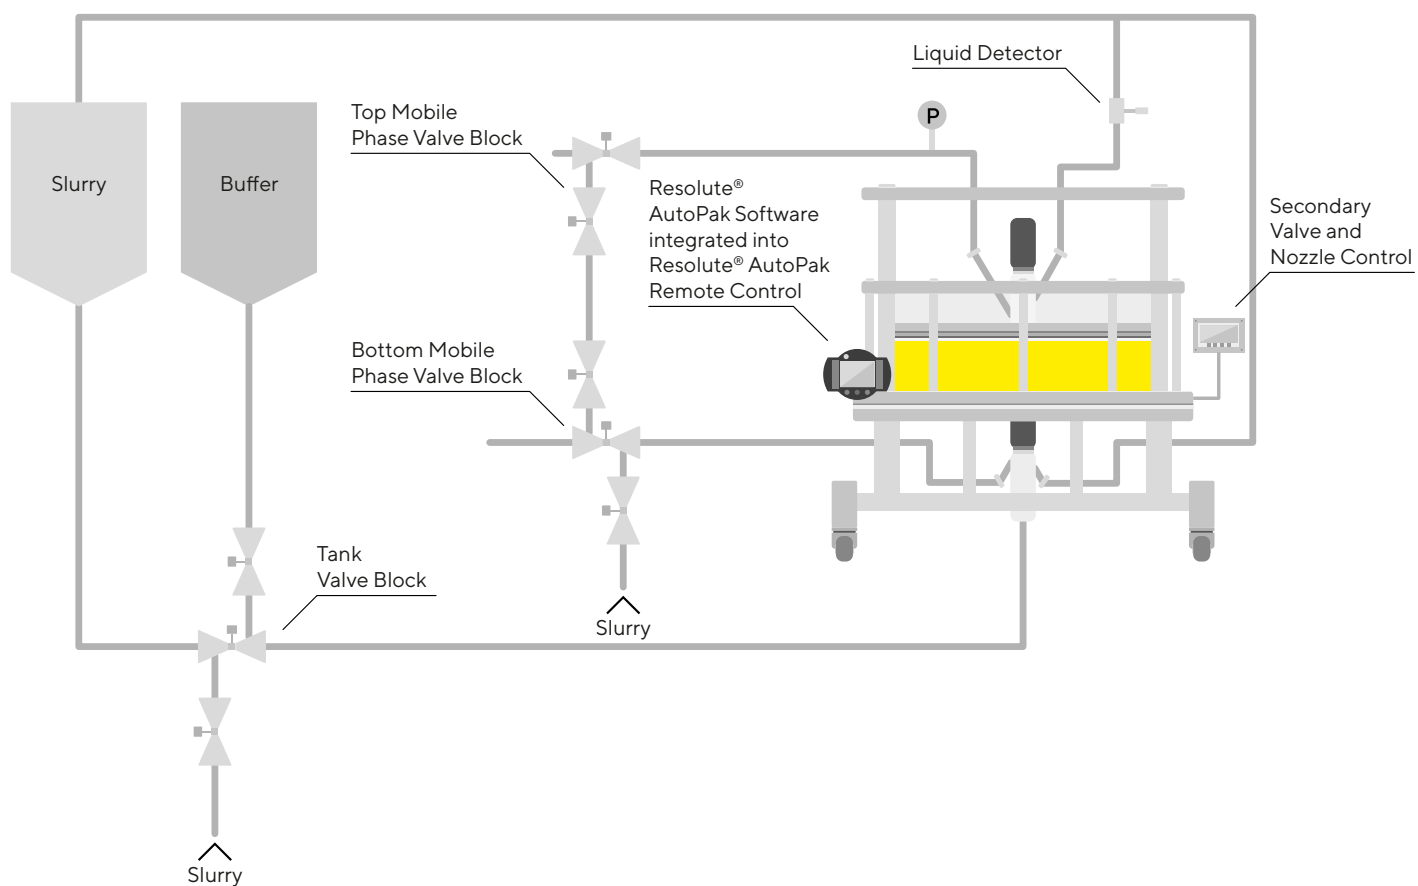 Liquid Detector
Top Mobile
Phase Valve Block
P
Slurry
Buffer
Resolute®
AutoPak Software
integrated into
Resolute® AutoPak
Remote Control
Secondary
Valve and
Nozzle Control
Bottom Mobile
Phase Valve Block
Tank
Valve Block
Slurry
Slurry